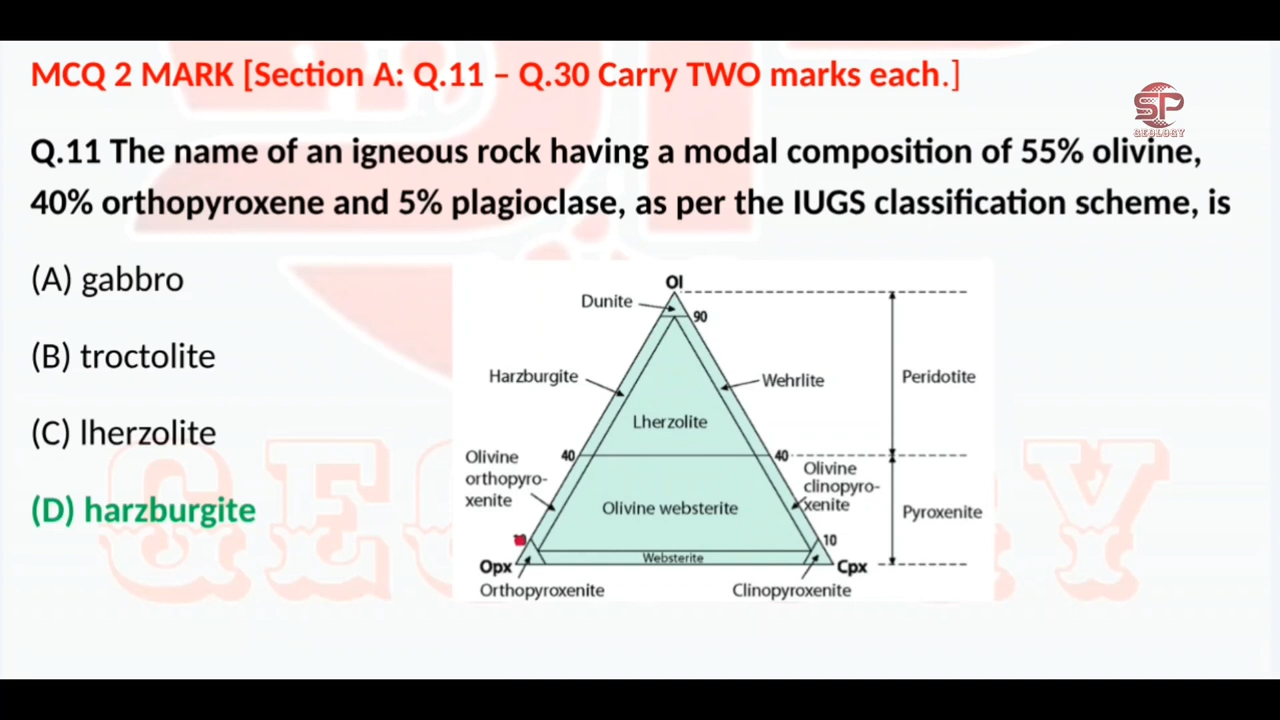 MCQ 2 MARK [Section A: Q.11 – Q.30 Carry TWO marks each.]
SP
GEOLOGY
Q.11 The name of an igneous rock having a modal composition of 55% olivine,
40% orthopyroxene and 5% plagioclase, as per the IUGS classification scheme, is
(A) gabbro
(B) troctolite
(C) lherzolite
(D) harzburgite
Ol
Dunite
90
Harzburgite
Wehrlite
Peridotite
Lherzolite
40
40
Olivine
orthopyro-
xenite
Olivine
clinopyro-
xenite
Olivine websterite
Pyroxenite
10
Websterite
Opx
Cpx
Orthopyroxenite
Clinopyroxenite